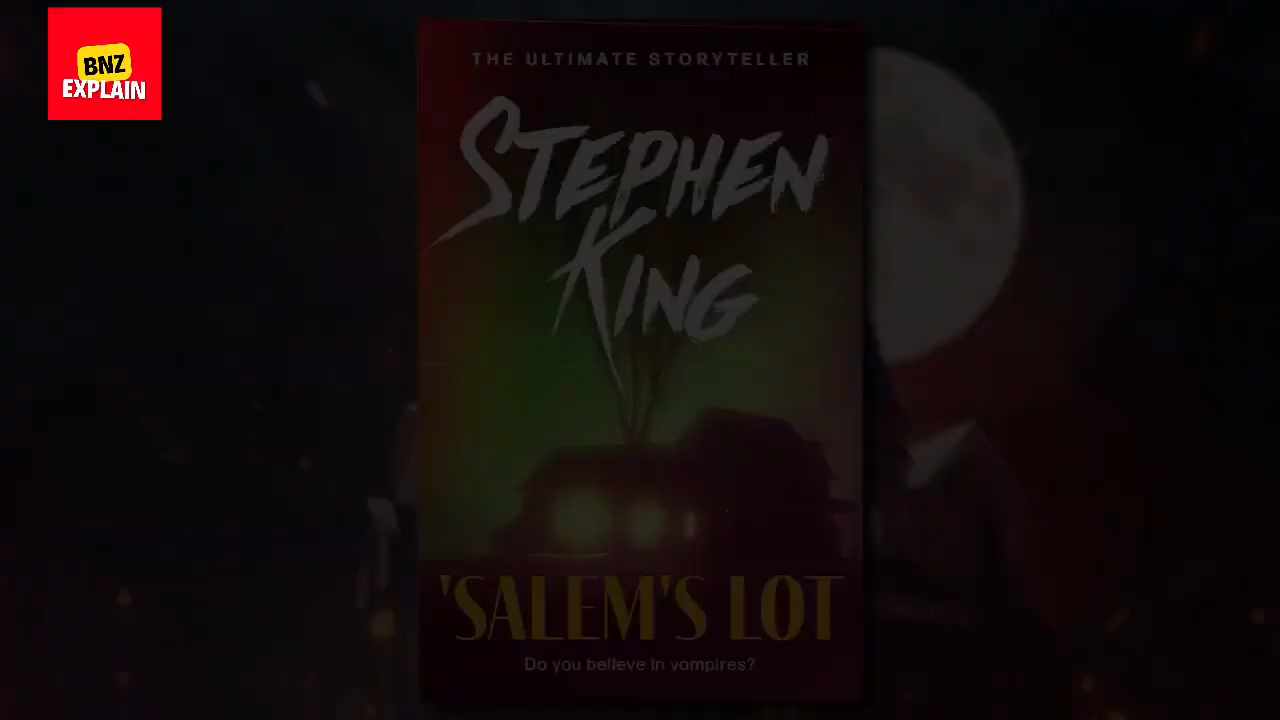 BNZ
EXPLAIN
THE ULTIMATE STORYTELLER
STEPHEN
KING
'SALEM'S LOT
Do you believe in vampires?